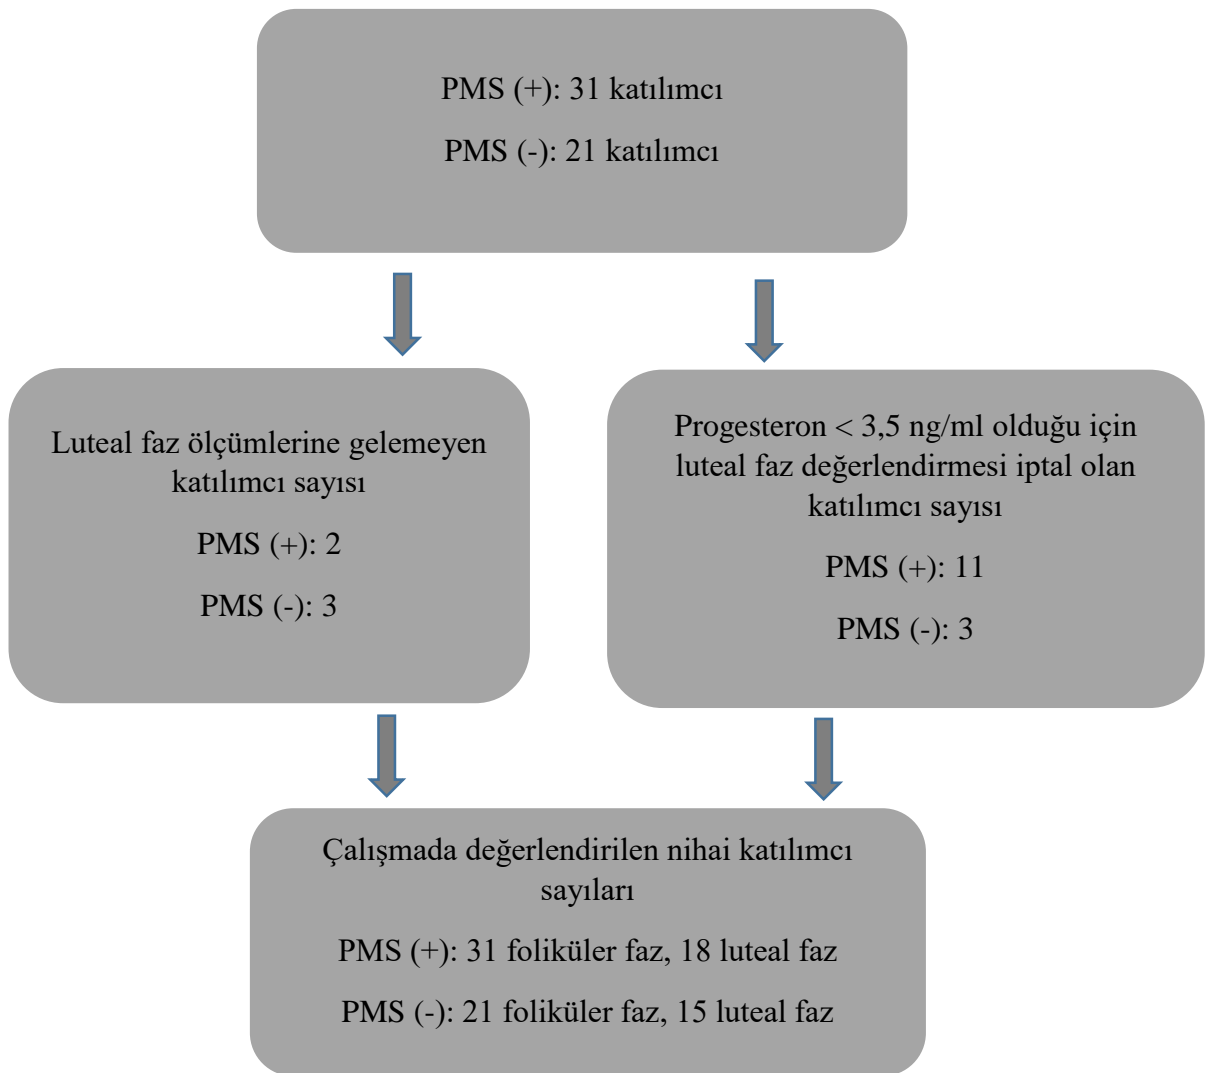 PMS (+): 31 katılımcı
PMS (-): 21 katılımcı
Luteal faz ölçümlerine gelemeyen
katılımcı sayısı
PMS (+): 2
PMS (-): 3
Progesteron < 3,5 ng/ml olduğu için
luteal faz değerlendirmesi iptal olan
katılımcı sayısı
PMS (+): 11
PMS (-): 3
Çalışmada değerlendirilen nihai katılımcı
sayıları
PMS (+): 31 foliküler faz, 18 luteal faz
PMS (-): 21 foliküler faz, 15 luteal faz